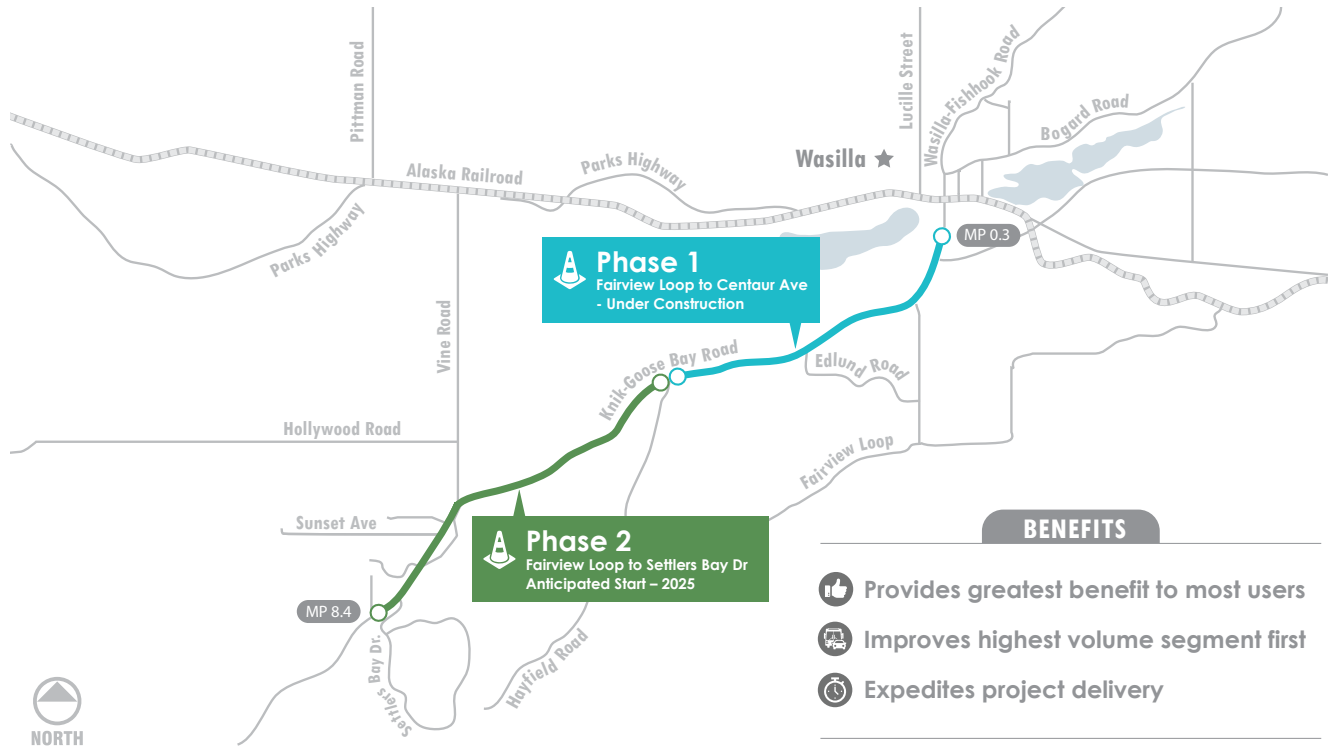 Pittman Road
Lucille Street
Wasilla-Fishhook Road
Bogard Road
Wasilla
Alaska Railroad
Parks Highway
Parks Highway
MP 0.3
Phase 1
Fairview Loop to Centaur Ave
- Under Construction
Vine Road
Knik-Goose Bay Road
Edlund Road
Hollywood Road
Fairview Loop
Sunset Ave
Phase 2
Fairview Loop to Settlers Bay Dr
Anticipated Start – 2025
MP 8.4
Settlers Bay Dr.
Hayfield Road
NORTH
BENEFITS
Provides greatest benefit to most users
Improves highest volume segment first
Expedites project delivery